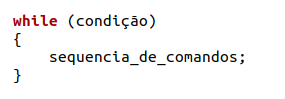 while (condição)
{
    sequencia_de_comandos;
}